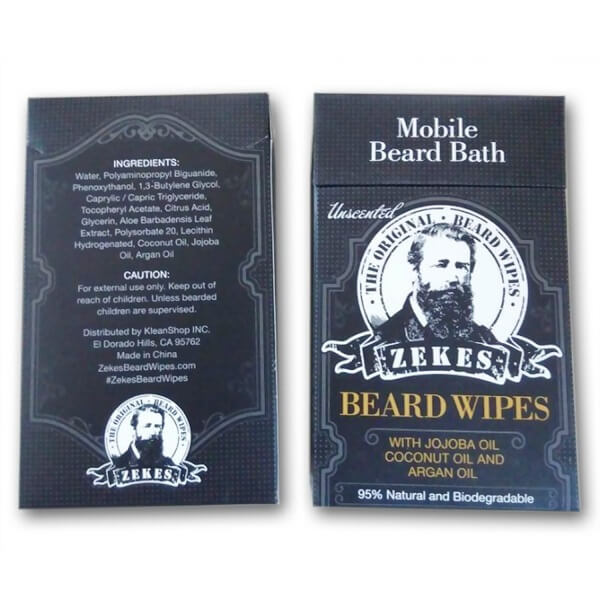 INGREDIENTS:
Water, Polyaminopropyl Biguanide,
Phenoxythanol, 1,3-Butylene Glycol,
Caprylic / Capric Triglyceride,
Tocopheryl Acetate, Citrus Acid,
Glycerin, Aloe Barbadensis Leaf
Extract, Polysorbate 20, Lecithin
Hydrogenated, Coconut Oil, Jojoba
Oil, Argan Oil
CAUTION:
For external use only. Keep out of
reach of children. Unless bearded
children are supervised.
Distributed by KleanShop INC.
El Dorado Hills, CA 95762
Made in China
ZekesBeardWipes.com
#ZekesBeardWipes
THE ORIGINAL · BEARD WIPES
ZEKES
Mobile
Beard Bath
Unscented
· THE ORIGINAL · BEARD WIPES ·
ZEKES
BEARD WIPES
WITH JOJOBA OIL
COCONUT OIL AND
ARGAN OIL
95% Natural and Biodegradable